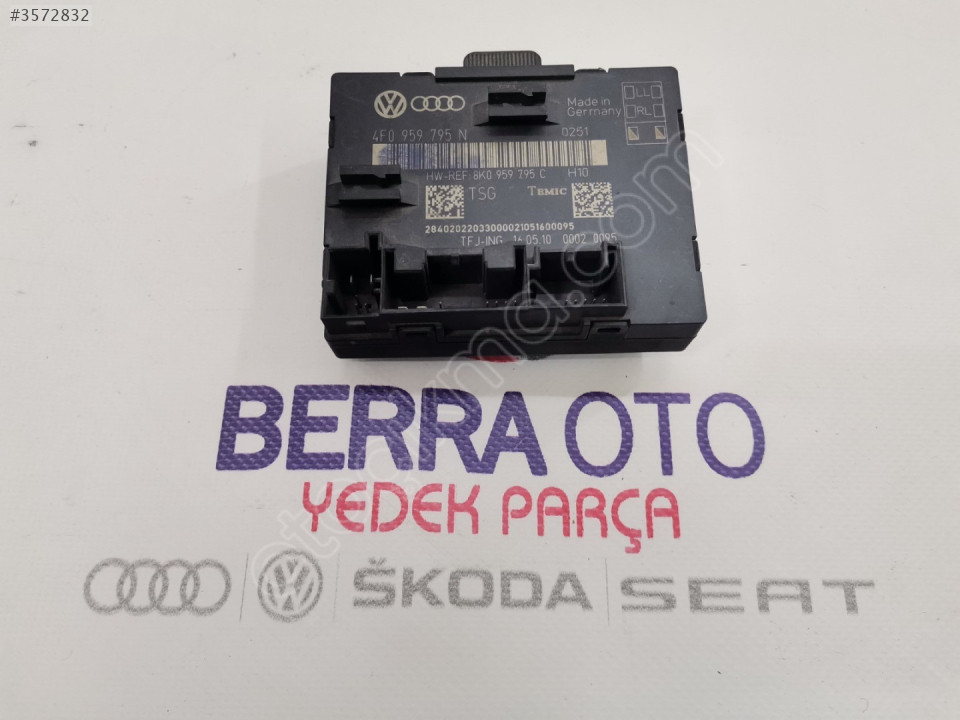 #3572832
Made in
Germany
LL
RL
4F0 959 795 N 0251
HW-REF 8K0 959 795 C H10
TSG TEMIC
28402022033000021051600095
TFJ-ING 16.05.10 0002 0095
BERRA OTO
YEDEK PARÇA
ŠKODA SEAT